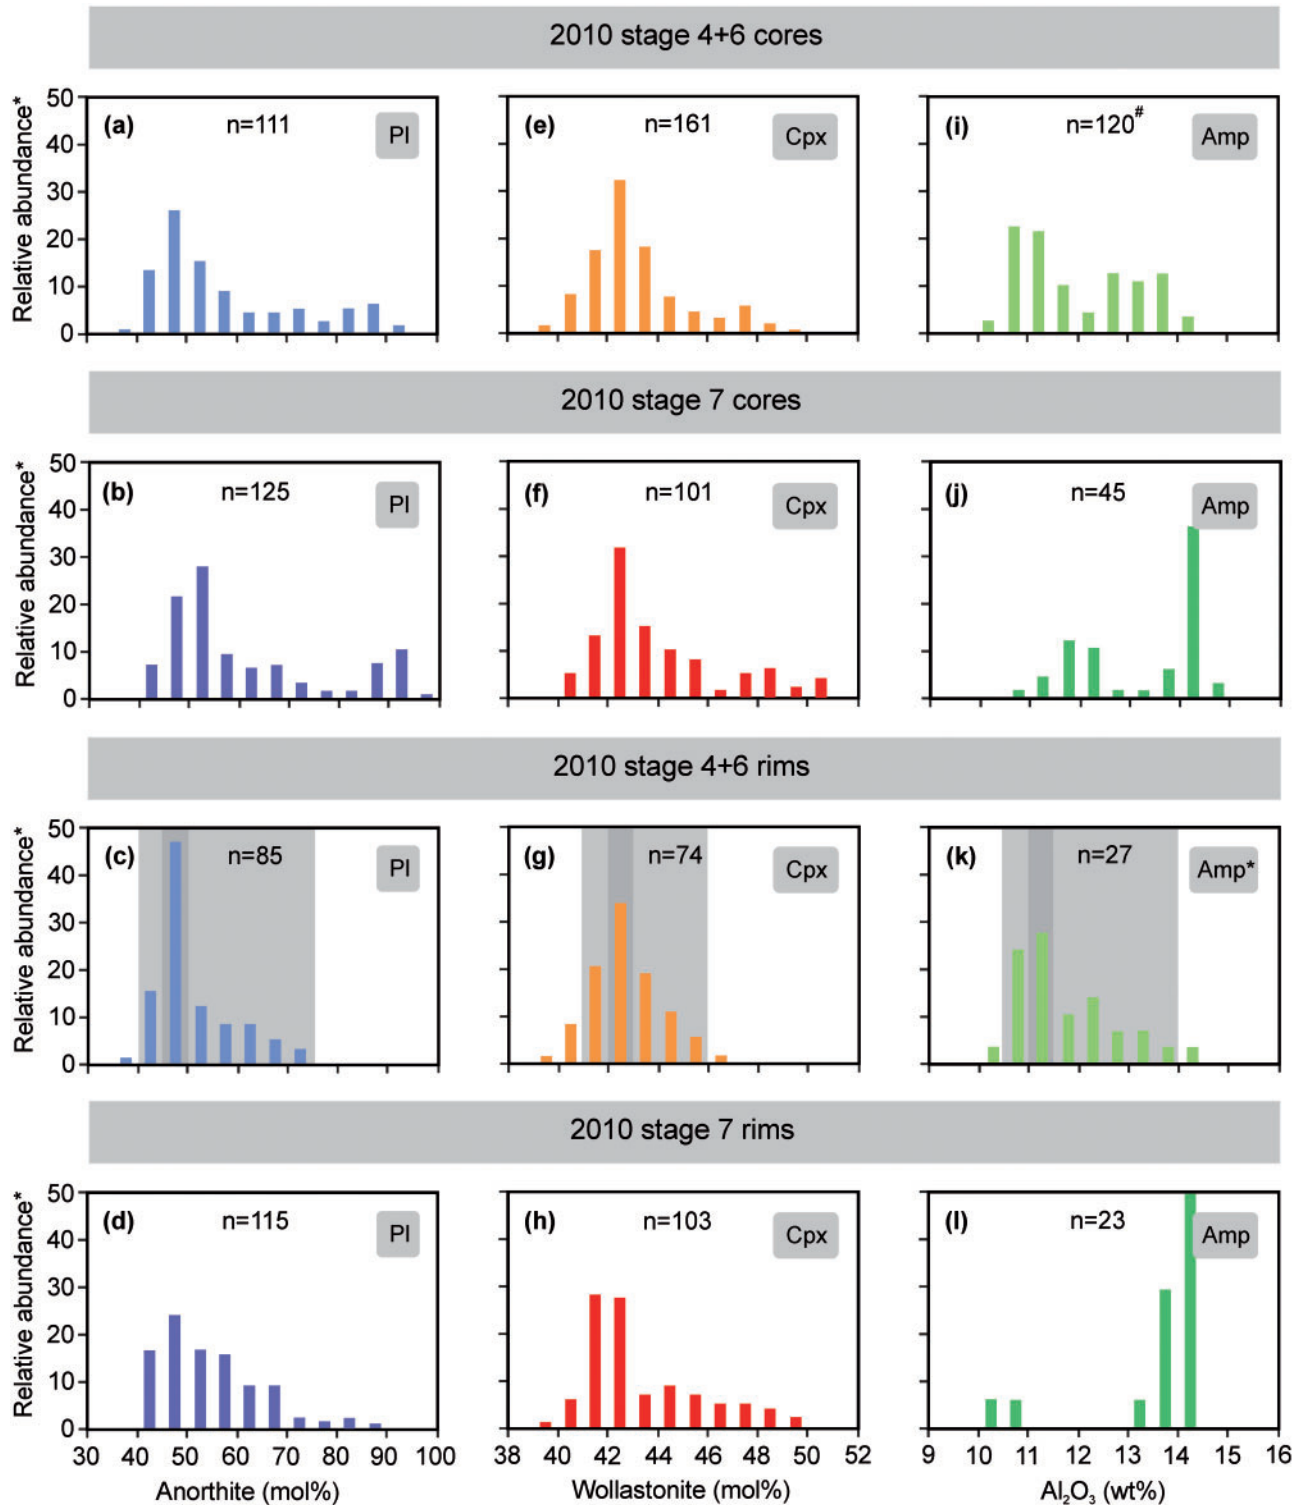 2010 stage 4+6 cores
50
40
30
20
10
0
Relative abundance*
(a) n=111 Pl
(e) n=161 Cpx
(i) n=120# Amp
2010 stage 7 cores
50
40
30
20
10
0
Relative abundance*
(b) n=125 Pl
(f) n=101 Cpx
(j) n=45 Amp
2010 stage 4+6 rims
50
40
30
20
10
0
Relative abundance*
(c) n=85 Pl
(g) n=74 Cpx
(k) n=27 Amp*
2010 stage 7 rims
50
40
30
20
10
0
Relative abundance*
(d) n=115 Pl
(h) n=103 Cpx
(l) n=23 Amp
30 40 50 60 70 80 90 100
38 40 42 44 46 48 50 52
9 10 11 12 13 14 15 16
Anorthite (mol%)
Wollastonite (mol%)
Al₂O₃ (wt%)